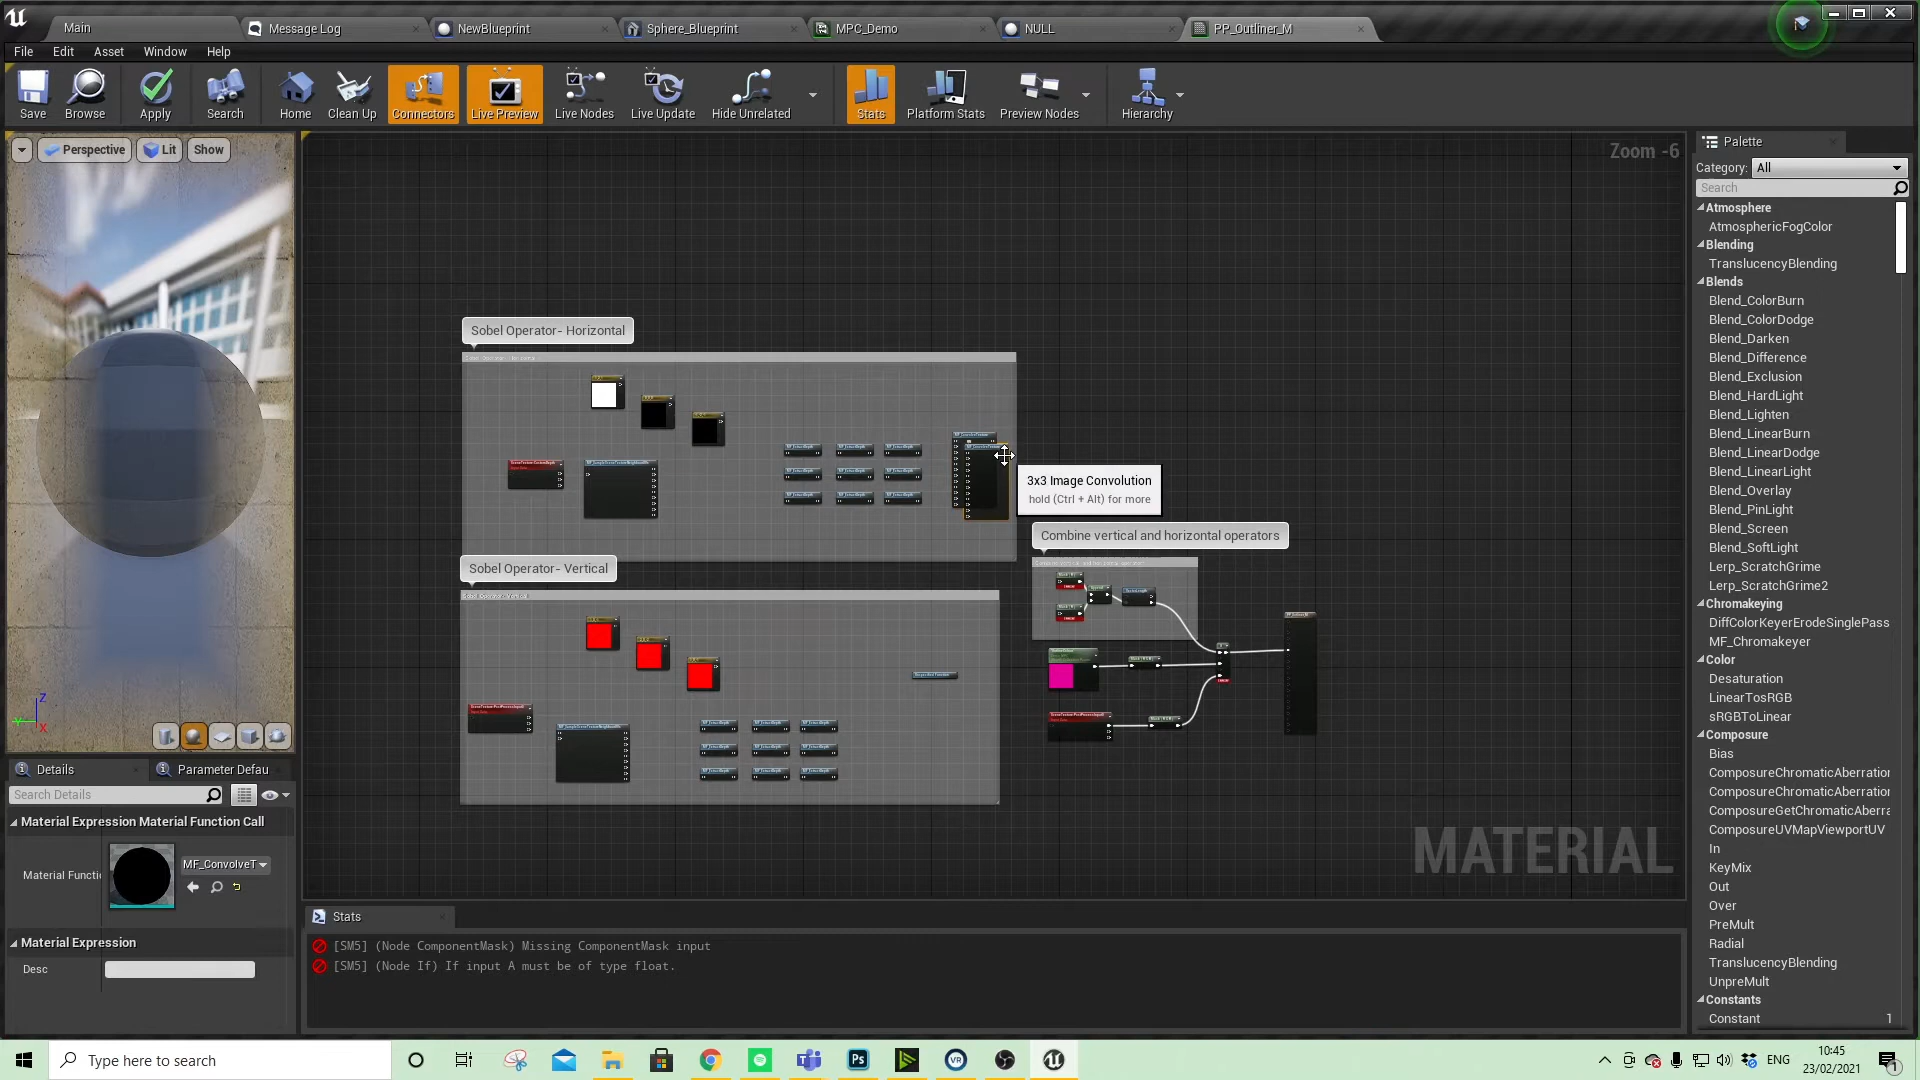 Main
Message Log
NewBlueprint
Sphere_Blueprint
MPC_Demo
NULL
PP_Outliner_M
File Edit Asset Window Help
Save Browse Apply Search Home Clean Up Connectors Live Preview Live Nodes Live Update Hide Unrelated Stats Platform Stats Preview Nodes Hierarchy
Perspective Lit Show
Zoom -6
Palette
Category: All
Search
Atmosphere
AtmosphericFogColor
Blending
TranslucencyBlending
Blends
Blend_ColorBurn
Blend_ColorDodge
Blend_Darken
Blend_Difference
Blend_Exclusion
Blend_HardLight
Blend_Lighten
Blend_LinearBurn
Blend_LinearDodge
Blend_LinearLight
Blend_Overlay
Blend_PinLight
Blend_Screen
Blend_SoftLight
Lerp_ScratchGrime
Lerp_ScratchGrime2
Chromakeying
DiffColorKeyerErodeSinglePass
MF_Chromakeyer
Color
Desaturation
LinearTosRGB
sRGBToLinear
Composure
Bias
ComposureChromaticAberration
ComposureChromaticAberration
ComposureGetChromaticAberra
ComposureUVMapViewportUV
In
KeyMix
Out
Over
PreMult
Radial
TranslucencyBlending
UnpreMult
Constants
Constant 1
Sobel Operator- Horizontal
3x3 Image Convolution
hold (Ctrl + Alt) for more
Combine vertical and horizontal operators
Sobel Operator- Vertical
MATERIAL
Z
Y
X
Details
Parameter Defau
Search Details
Material Expression Material Function Call
Material Functi
MF_ConvolveT
Material Expression
Desc
Stats
[SM5] (Node ComponentMask) Missing ComponentMask input
[SM5] (Node If) If input A must be of type float.
Type here to search
ENG
10:45
23/02/2021
1